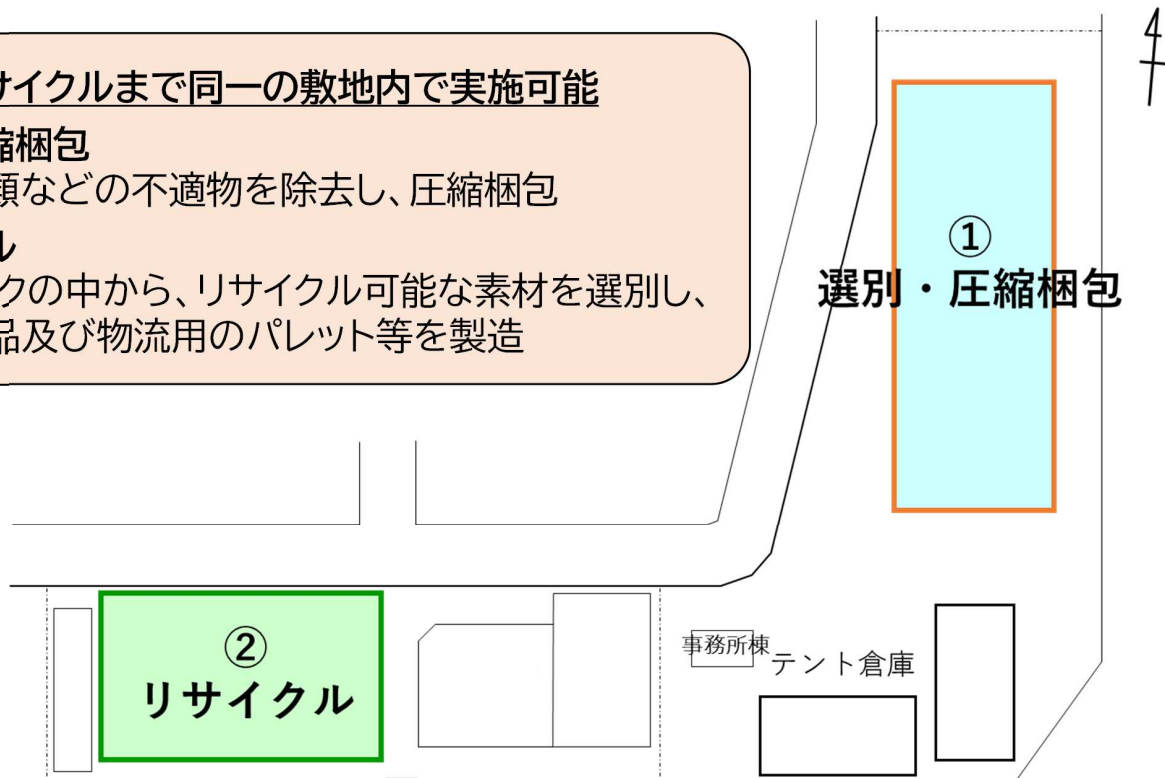 サイクルまで同一の敷地内で実施可能
縮梱包
類などの不適物を除去し、圧縮梱包
ル
クの中から、リサイクル可能な素材を選別し、
品及び物流用のパレット等を製造
①
選別・圧縮梱包
②
リサイクル
事務所棟
テント倉庫